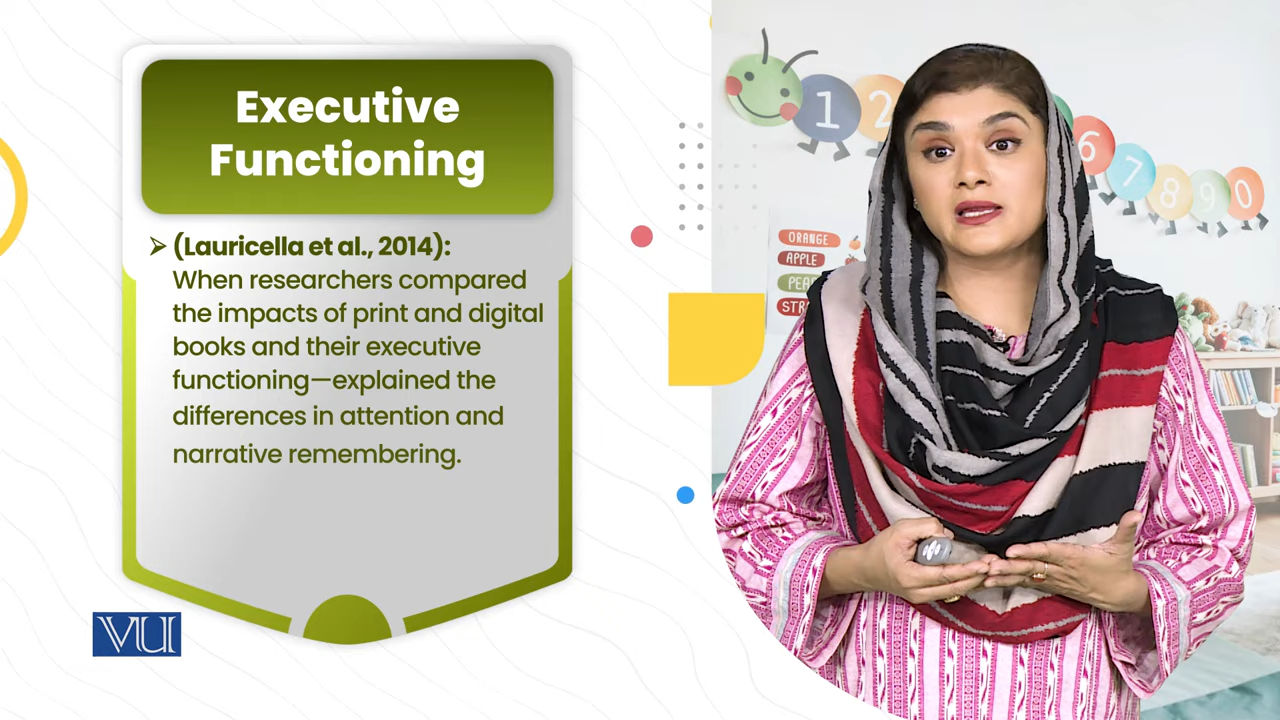 Executive
Functioning
➢ (Lauricella et al., 2014):
When researchers compared
the impacts of print and digital
books and their executive
functioning—explained the
differences in attention and
narrative remembering.
VU
1
2
6
7
8
9
0
ORANGE
APPLE